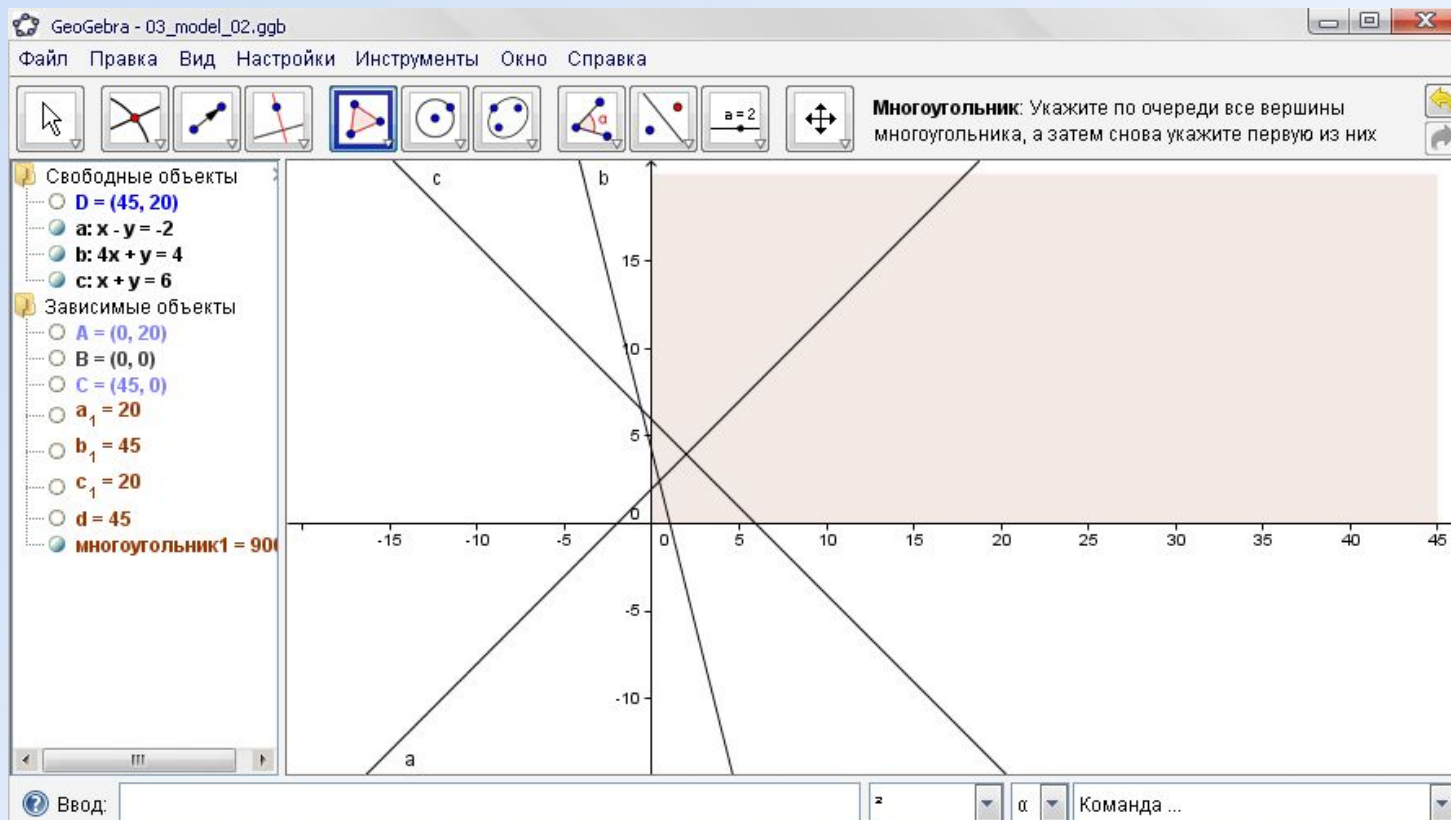 GeoGebra - 03_model_02.ggb
Файл Правка Вид Настройки Инструменты Окно Справка
a = 2
α
Многоугольник: Укажите по очереди все вершины
многоугольника, а затем снова укажите первую из них
Свободные объекты
D = (45, 20)
a: x - y = -2
b: 4x + y = 4
c: x + y = 6
Зависимые объекты
A = (0, 20)
B = (0, 0)
C = (45, 0)
a₁ = 20
b₁ = 45
c₁ = 20
d = 45
многоугольник1 = 900
c b
15
10
5
0
-15 -10 -5 0 5 10 15 20 25 30 35 40 45
-5
-10
a
Ввод: ² α Команда ...